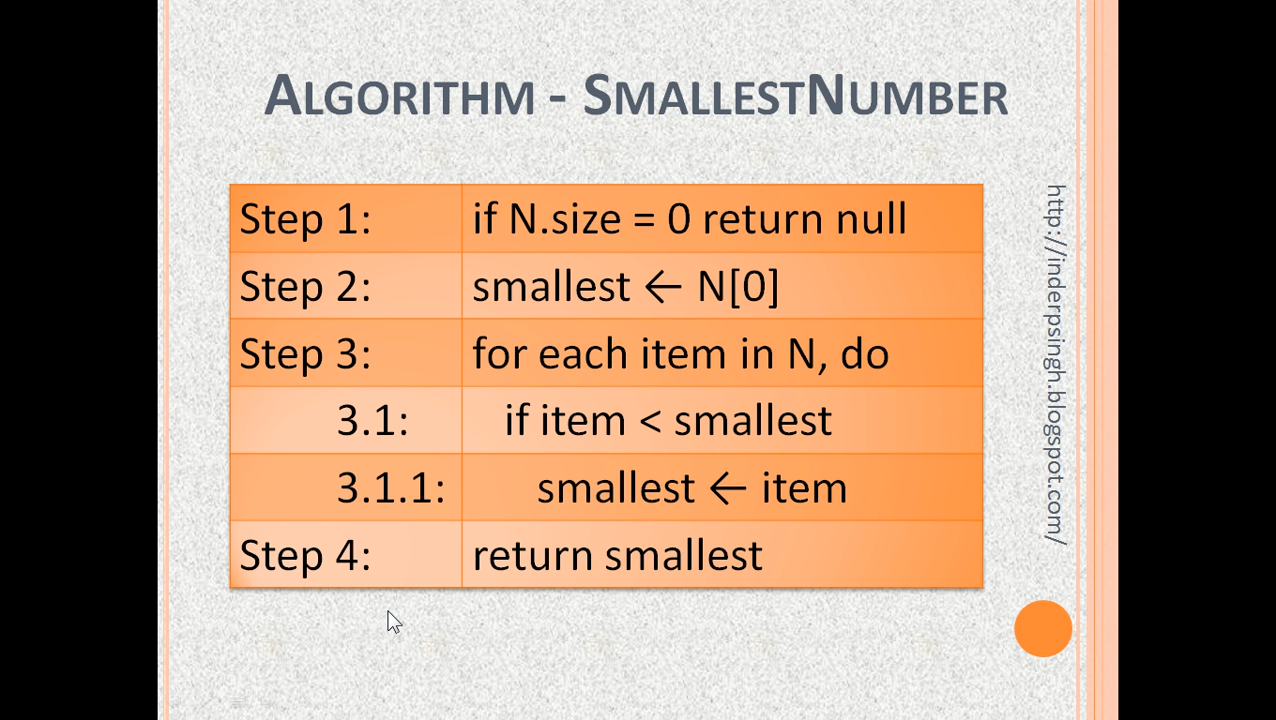 ALGORITHM - SMALLESTNUMBER
Step 1: if N.size = 0 return null
Step 2: smallest ← N[0]
Step 3: for each item in N, do
3.1: if item < smallest
3.1.1: smallest ← item
Step 4: return smallest
http://inderpsingh.blogspot.com/